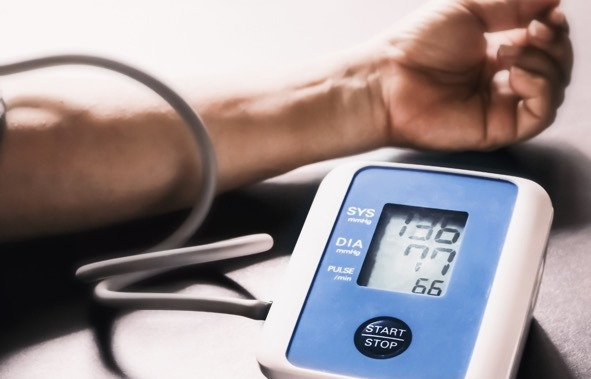 SYS
mmHg
136
DIA
mmHg
77
PULSE
/min
66
START
STOP